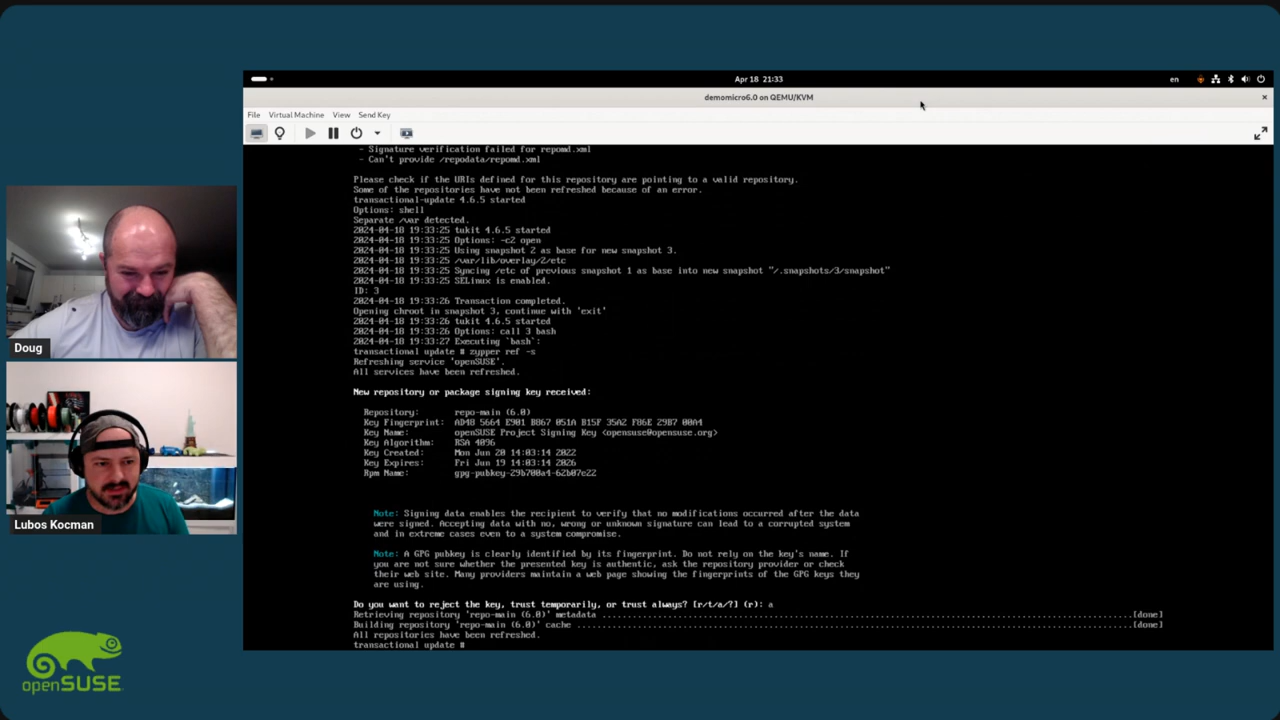 Apr 18 21:33
en
demomicro6.0 on QEMU/KVM
File Virtual Machine View Send Key
- Signature verification failed for repomd.xml
- Can't provide /repodata/repomd.xml
Please check if the URIs defined for this repository are pointing to a valid repository.
Some of the repositories have not been refreshed because of an error.
transactional-update 4.6.5 started
Options: shell
Separate /var detected.
2024-04-18 19:33:25 tukit 4.6.5 started
2024-04-18 19:33:25 Options: -c2 open
2024-04-18 19:33:25 Using snapshot 2 as base for new snapshot 3.
2024-04-18 19:33:25 /var/lib/overlay/2/etc
2024-04-18 19:33:25 Syncing /etc of previous snapshot 1 as base into new snapshot "/.snapshots/3/snapshot"
2024-04-18 19:33:25 SELinux is enabled.
ID: 3
2024-04-18 19:33:26 Transaction completed.
Opening chroot in snapshot 3, continue with 'exit'
2024-04-18 19:33:26 tukit 4.6.5 started
2024-04-18 19:33:26 Options: call 3 bash
2024-04-18 19:33:27 Executing `bash`:
transactional update # zypper ref -s
Refreshing service 'openSUSE'.
All services have been refreshed.
New repository or package signing key received:
Repository: repo-main (6.0)
Key Fingerprint: AD48 5664 E901 B867 051A B15F 35A2 F86E 29B7 00A4
Key Name: openSUSE Project Signing Key <opensuse@opensuse.org>
Key Algorithm: RSA 4096
Key Created: Mon Jun 20 14:03:14 2022
Key Expires: Fri Jun 19 14:03:14 2026
Rpm Name: gpg-pubkey-29b700a4-62b07e22
Note: Signing data enables the recipient to verify that no modifications occurred after the data
were signed. Accepting data with no, wrong or unknown signature can lead to a corrupted system
and in extreme cases even to a system compromise.
Note: A GPG pubkey is clearly identified by its fingerprint. Do not rely on the key's name. If
you are not sure whether the presented key is authentic, ask the repository provider or check
their web site. Many providers maintain a web page showing the fingerprints of the GPG keys they
are using.
Do you want to reject the key, trust temporarily, or trust always? [r/t/a/?] (r): a
Retrieving repository 'repo-main (6.0)' metadata ....................[done]
Building repository 'repo-main (6.0)' cache ....................[done]
All repositories have been refreshed.
transactional update #
Doug
Lubos Kocman
openSUSE